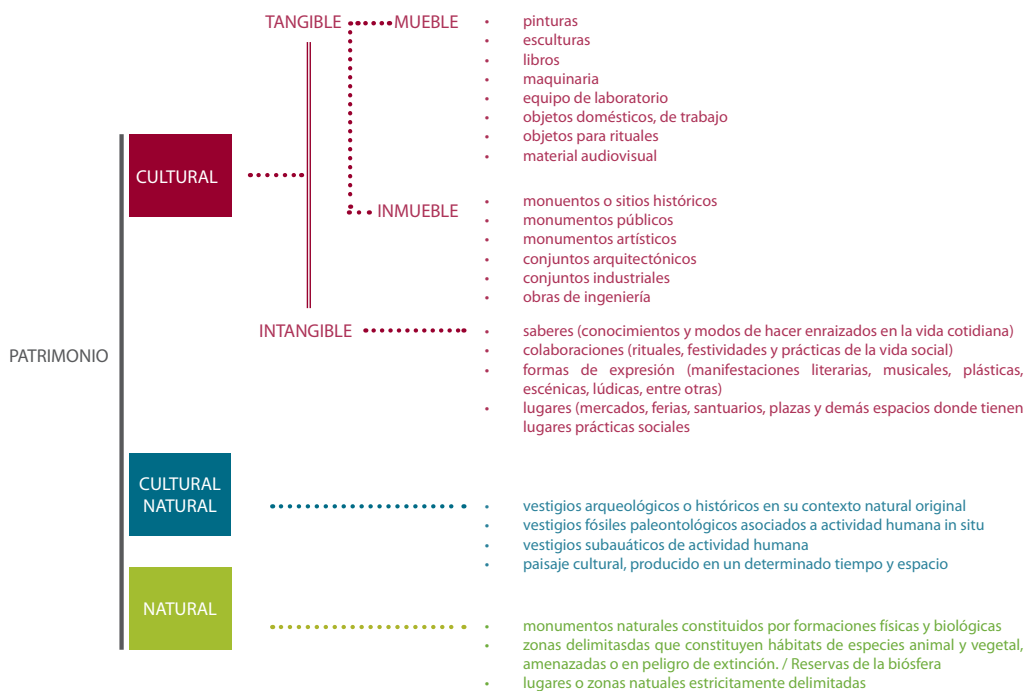 TANGIBLE MUEBLE
• pinturas
• esculturas
• libros
• maquinaria
• equipo de laboratorio
• objetos domésticos, de trabajo
• objetos para rituales
• material audiovisual
CULTURAL
INMUEBLE
• monuentos o sitios históricos
• monumentos públicos
• monumentos artísticos
• conjuntos arquitectónicos
• conjuntos industriales
• obras de ingeniería
INTANGIBLE
• saberes (conocimientos y modos de hacer enraizados en la vida cotidiana)
• colaboraciones (rituales, festividades y prácticas de la vida social)
• formas de expresión (manifestaciones literarias, musicales, plásticas,
escénicas, lúdicas, entre otras)
• lugares (mercados, ferias, santuarios, plazas y demás espacios donde tienen
lugares prácticas sociales
PATRIMONIO
CULTURAL
NATURAL
• vestigios arqueológicos o históricos en su contexto natural original
• vestigios fósiles paleontológicos asociados a actividad humana in situ
• vestigios subauáticos de actividad humana
• paisaje cultural, producido en un determinado tiempo y espacio
NATURAL
• monumentos naturales constituidos por formaciones físicas y biológicas
• zonas delimitasdas que constituyen hábitats de especies animal y vegetal,
amenazadas o en peligro de extinción. / Reservas de la biósfera
• lugares o zonas natuales estricitamente delimitadas